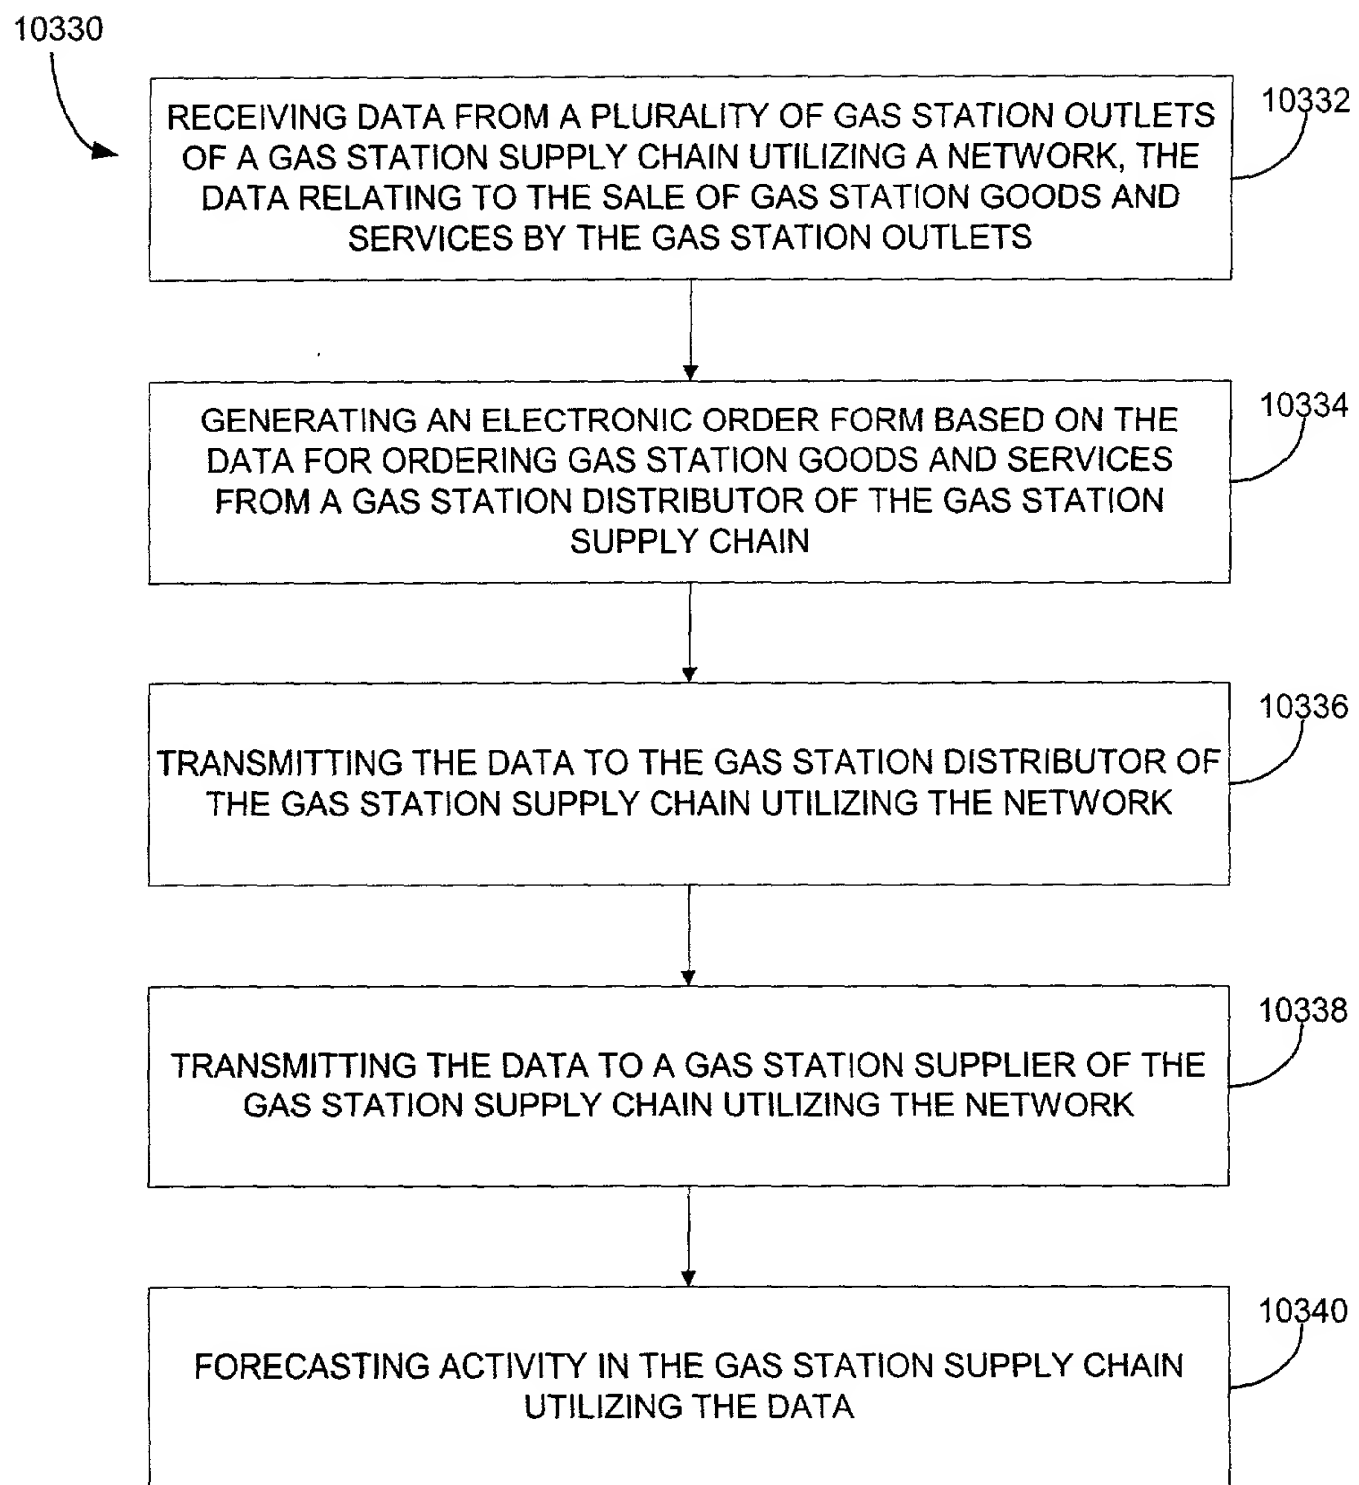 10330
RECEIVING DATA FROM A PLURALITY OF GAS STATION OUTLETS
OF A GAS STATION SUPPLY CHAIN UTILIZING A NETWORK, THE
DATA RELATING TO THE SALE OF GAS STATION GOODS AND
SERVICES BY THE GAS STATION OUTLETS
10332
GENERATING AN ELECTRONIC ORDER FORM BASED ON THE
DATA FOR ORDERING GAS STATION GOODS AND SERVICES
FROM A GAS STATION DISTRIBUTOR OF THE GAS STATION
SUPPLY CHAIN
10334
TRANSMITTING THE DATA TO THE GAS STATION DISTRIBUTOR OF
THE GAS STATION SUPPLY CHAIN UTILIZING THE NETWORK
10336
TRANSMITTING THE DATA TO A GAS STATION SUPPLIER OF THE
GAS STATION SUPPLY CHAIN UTILIZING THE NETWORK
10338
FORECASTING ACTIVITY IN THE GAS STATION SUPPLY CHAIN
UTILIZING THE DATA
10340